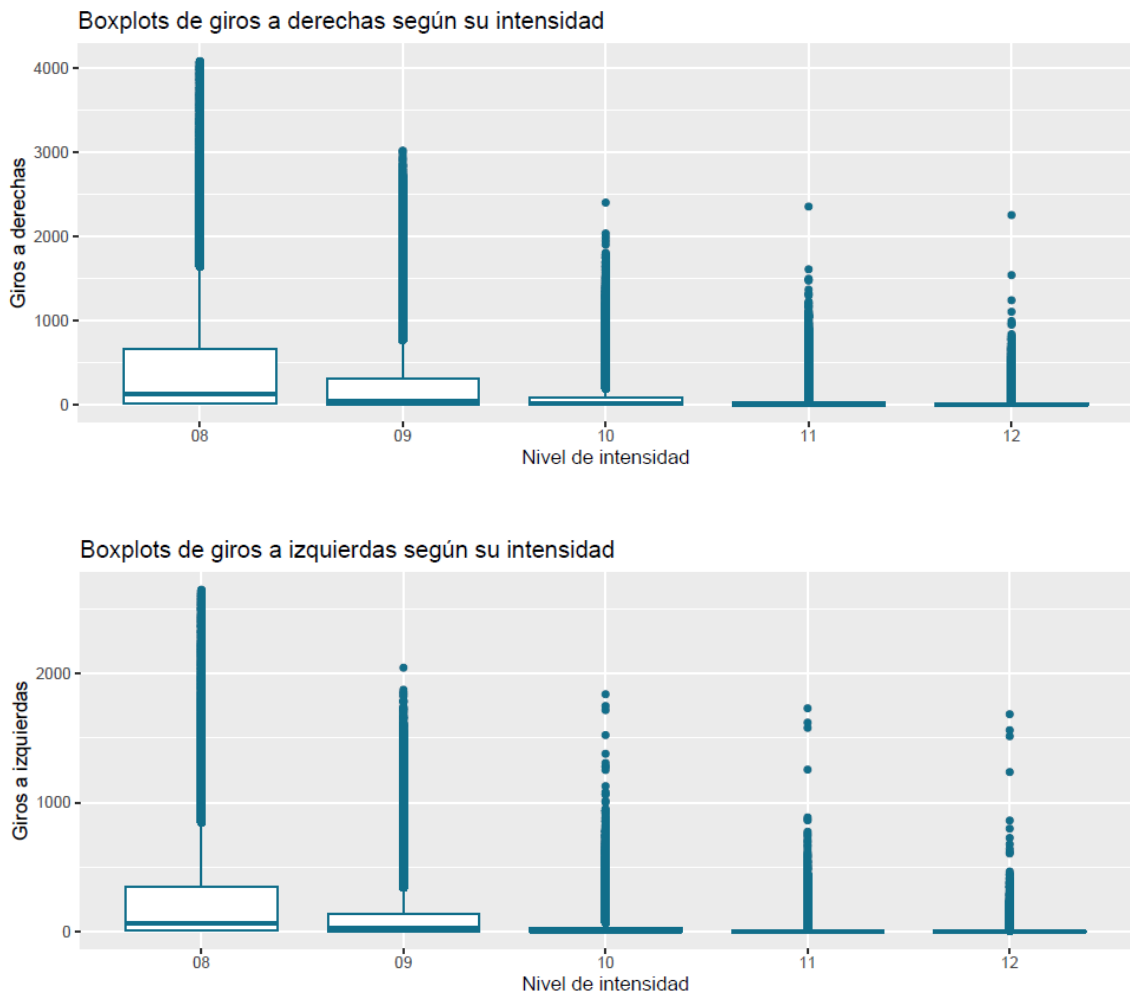 Boxplots de giros a derechas según su intensidad
Giros a derechas
4000
3000
2000
1000
0
08 09 10 11 12
Nivel de intensidad
Boxplots de giros a izquierdas según su intensidad
Giros a izquierdas
2000
1000
0
08 09 10 11 12
Nivel de intensidad